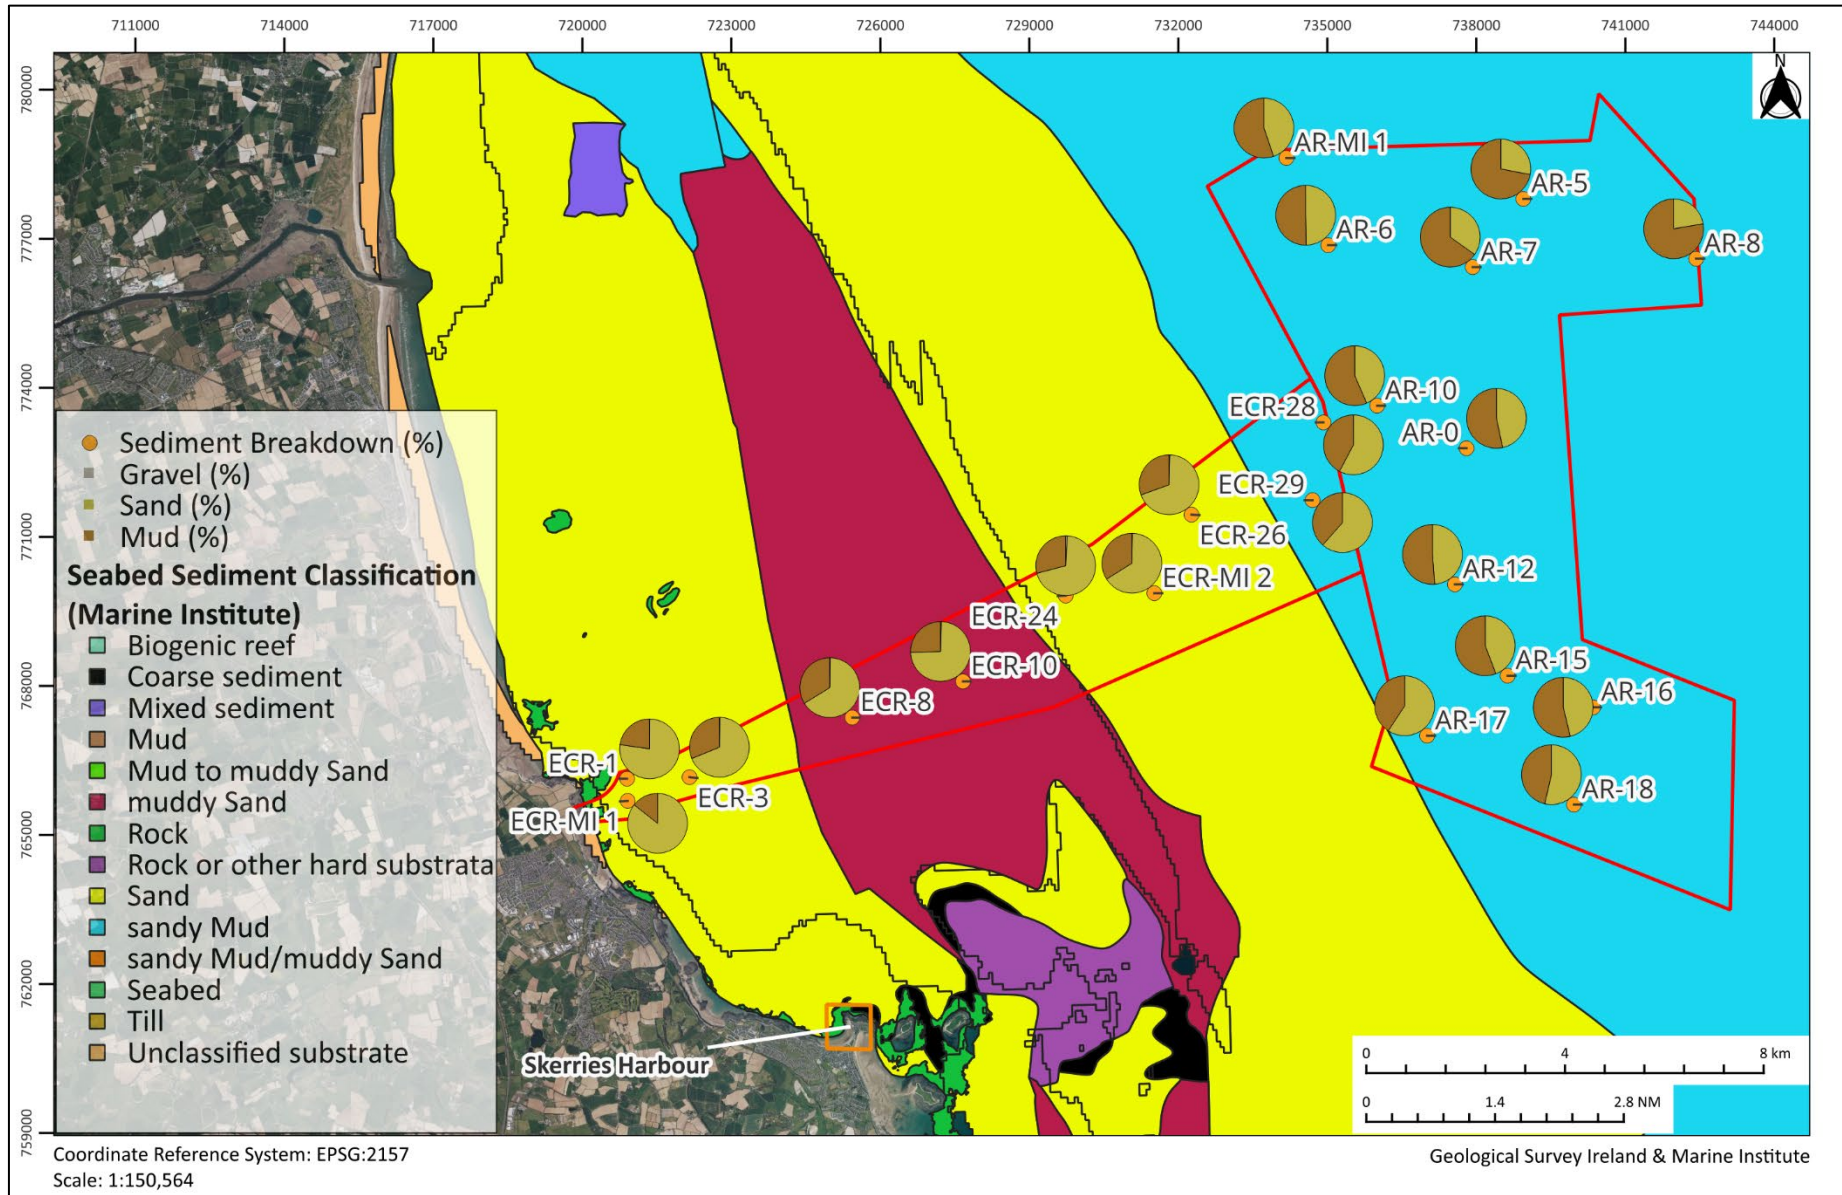 711000 714000 717000 720000 723000 726000 729000 732000 735000 738000 741000 744000
780000
777000
774000
771000
768000
765000
762000
759000
N
AR-MI 1
AR-5
AR-6
AR-7
AR-8
AR-10
ECR-28
AR-0
ECR-29
ECR-26
ECR-MI 2
AR-12
ECR-24
ECR-10
AR-15
ECR-8
AR-16
AR-17
ECR-1
ECR-3
AR-18
ECR-MI 1
Skerries Harbour
Sediment Breakdown (%)
Gravel (%)
Sand (%)
Mud (%)
Seabed Sediment Classification
(Marine Institute)
Biogenic reef
Coarse sediment
Mixed sediment
Mud
Mud to muddy Sand
muddy Sand
Rock
Rock or other hard substrata
Sand
sandy Mud
sandy Mud/muddy Sand
Seabed
Till
Unclassified substrate
0 4 8 km
0 1.4 2.8 NM
Coordinate Reference System: EPSG:2157
Scale: 1:150,564
Geological Survey Ireland & Marine Institute